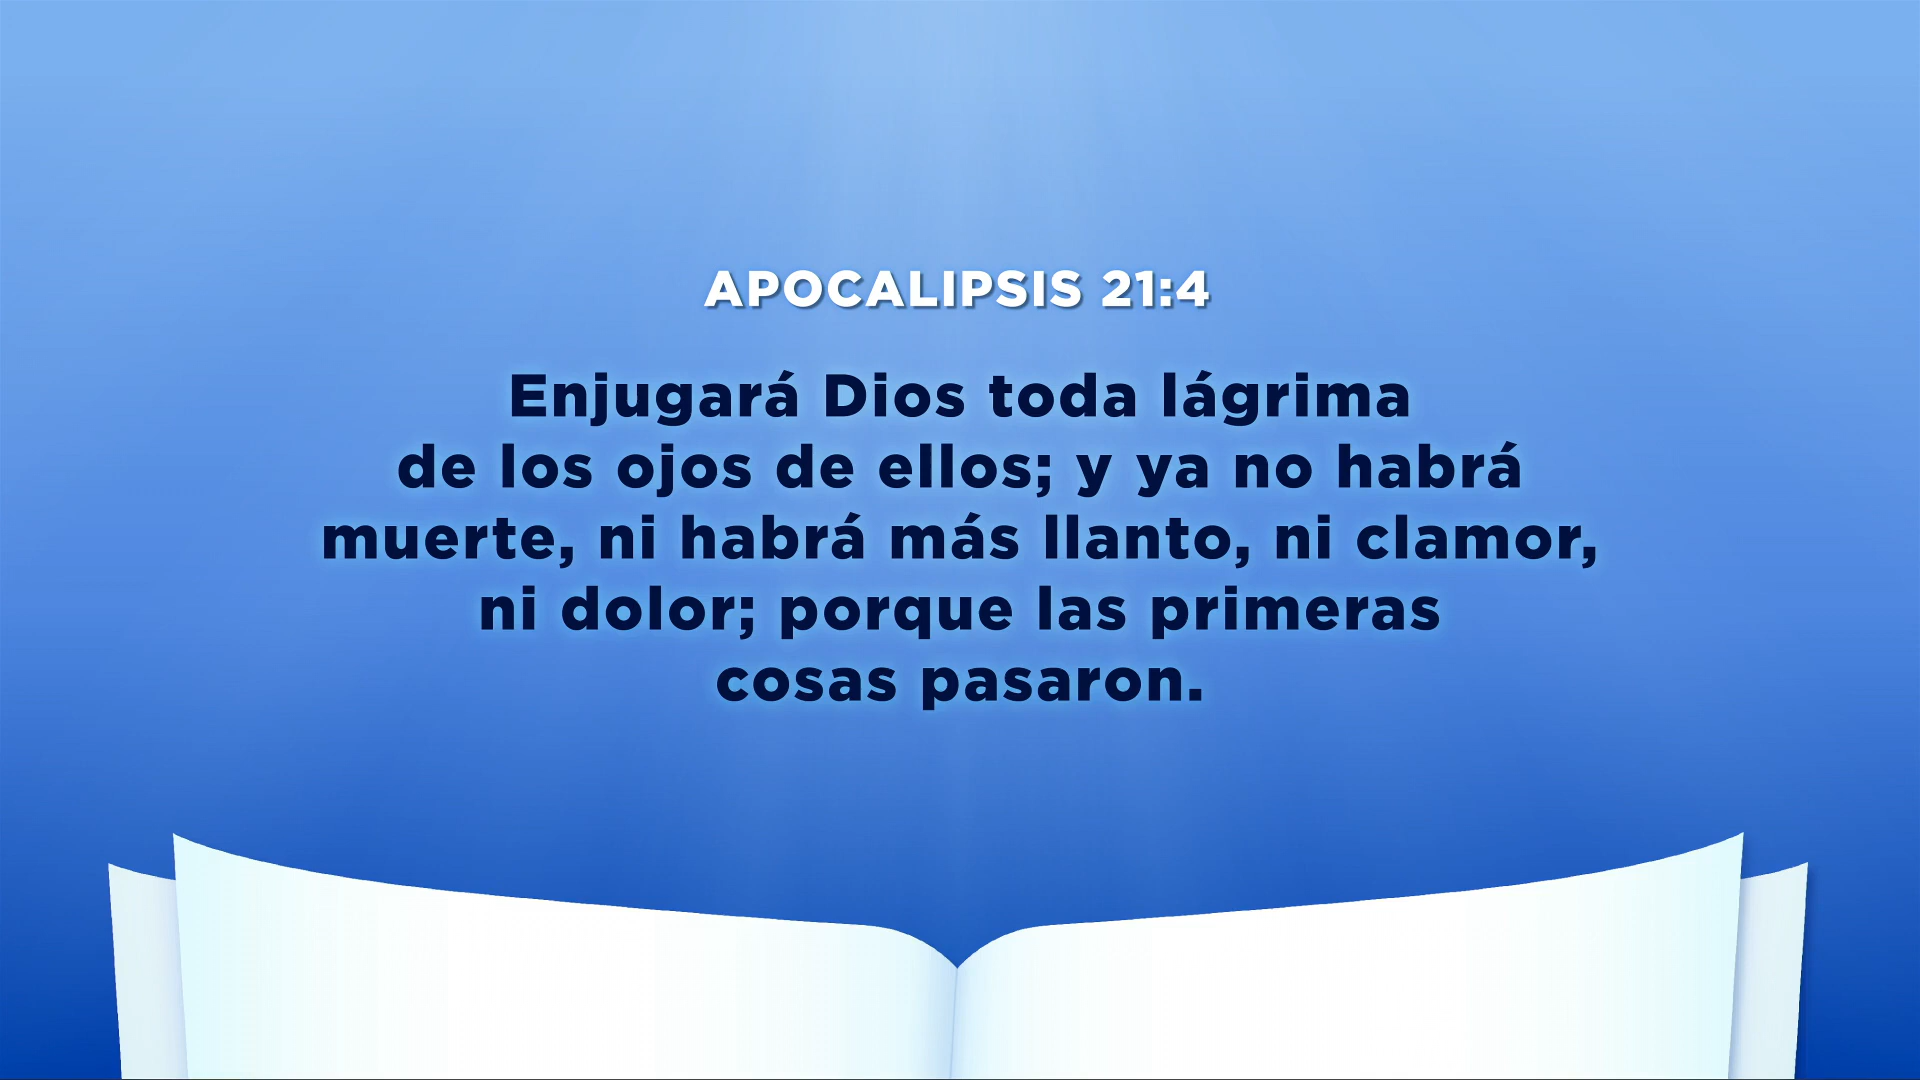 APOCALIPSIS 21:4
Enjugará Dios toda lágrima
de los ojos de ellos; y ya no habrá
muerte, ni habrá más llanto, ni clamor,
ni dolor; porque las primeras
cosas pasaron.